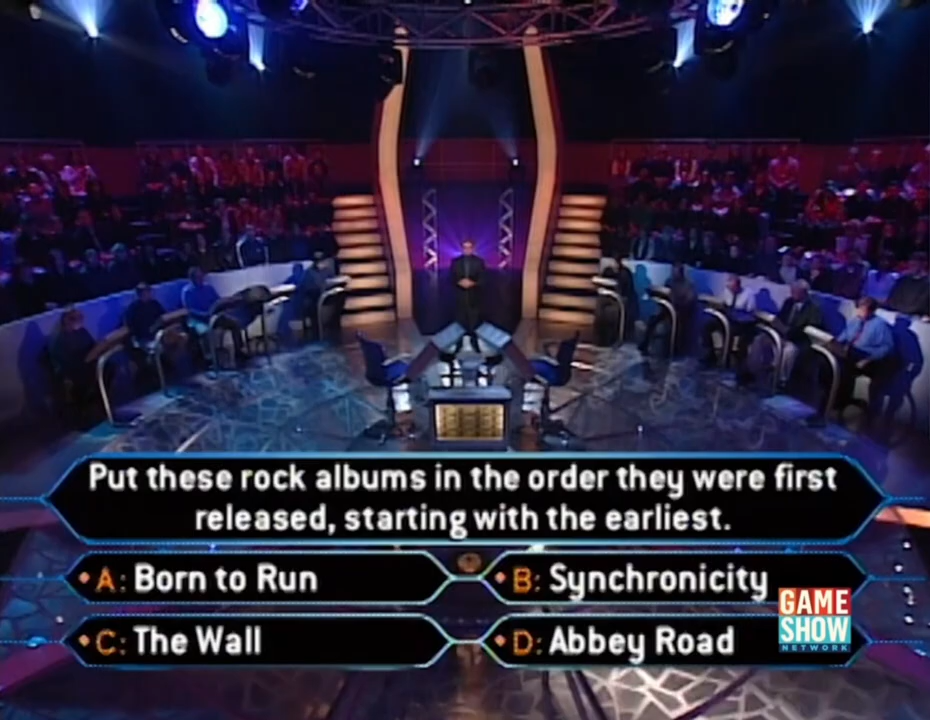 Put these rock albums in the order they were first
released, starting with the earliest.
A: Born to Run
B: Synchronicity
C: The Wall
D: Abbey Road
GAME
SHOW
NETWORK